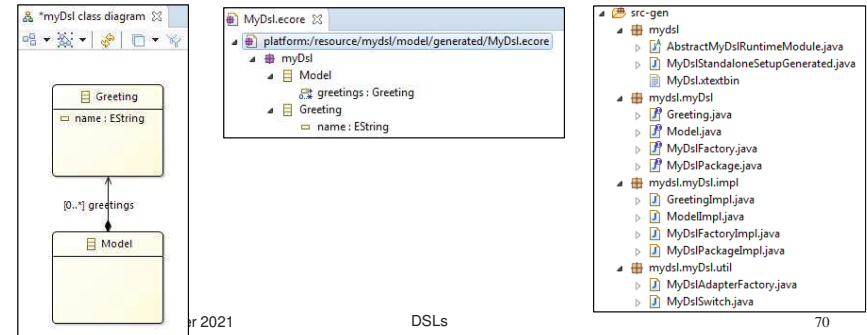 *myDsl class diagram
Greeting
name : EString
[0..*] greetings
Model
MyDsl.ecore
platform:/resource/mydsl/model/generated/MyDsl.ecore
myDsl
Model
greetings : Greeting
Greeting
name : EString
src-gen
mydsl
AbstractMyDslRuntimeModule.java
MyDslStandaloneSetupGenerated.java
MyDsl.xtextbin
mydsl.myDsl
Greeting.java
Model.java
MyDslFactory.java
MyDslPackage.java
mydsl.myDsl.impl
GreetingImpl.java
ModelImpl.java
MyDslFactoryImpl.java
MyDslPackageImpl.java
mydsl.myDsl.util
MyDslAdapterFactory.java
MyDslSwitch.java
2021
DSLs
70